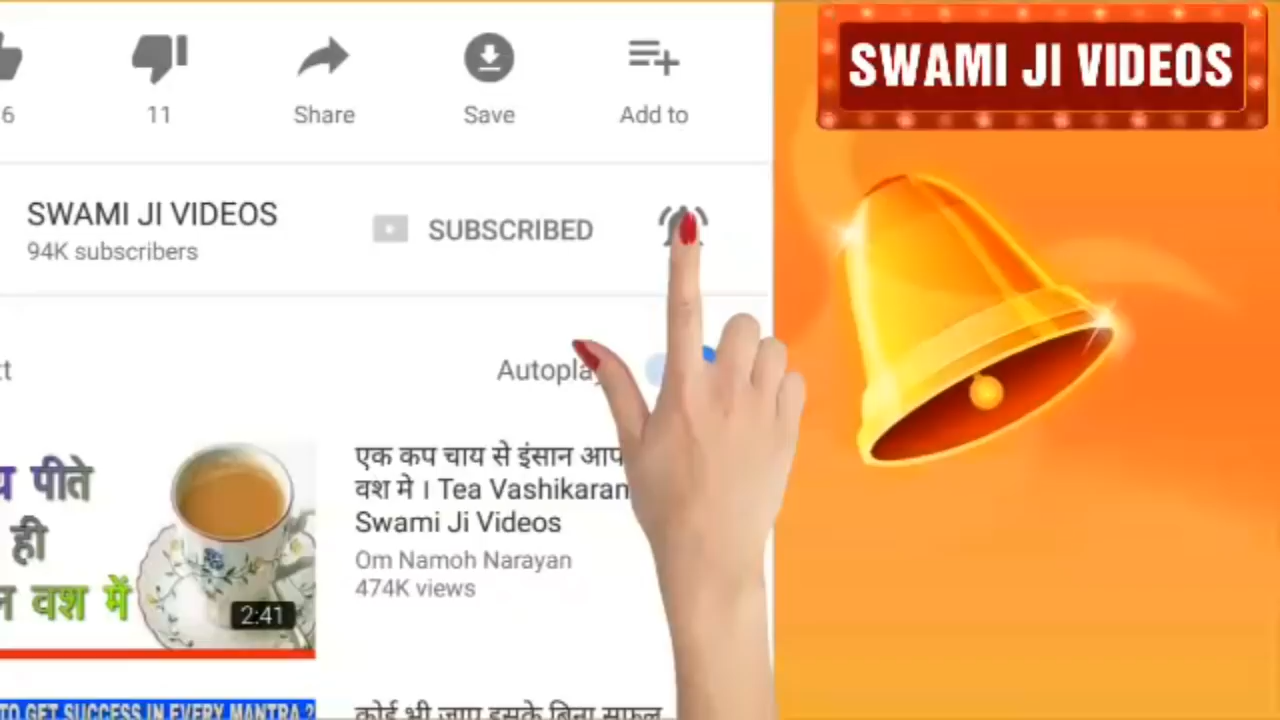 6
11
Share
Save
Add to
SWAMI JI VIDEOS
SWAMI JI VIDEOS
94K subscribers
SUBSCRIBED
Autoplay
पीते
ही
वश में
2:41
एक कप चाय से इंसान आप
वश मे । Tea Vashikaran
Swami Ji Videos
Om Namoh Narayan
474K views
TO GET SUCCESS IN EVERY MANTRA ?
कोई भी जाप इसके बिना सफल